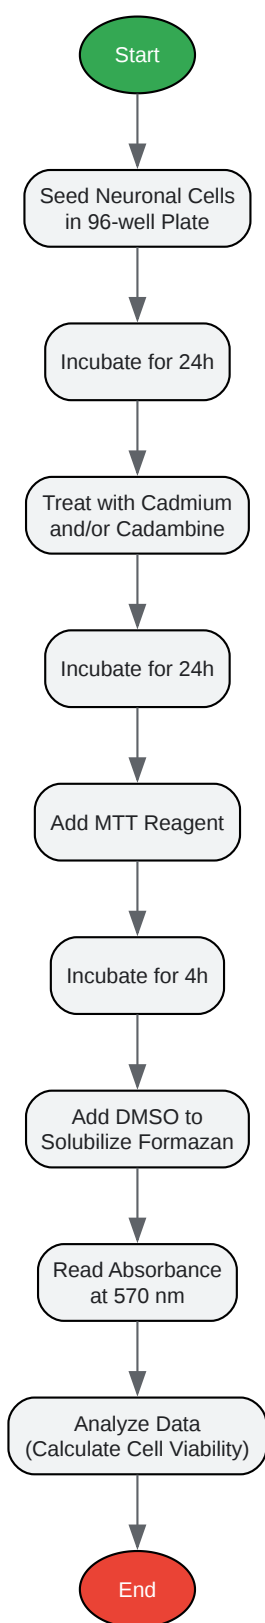 Start
Seed Neuronal Cells
in 96-well Plate
Incubate for 24h
Treat with Cadmium
and/or Cadambine
Incubate for 24h
Add MTT Reagent
Incubate for 4h
Add DMSO to
Solubilize Formazan
Read Absorbance
at 570 nm
Analyze Data
(Calculate Cell Viability)
End